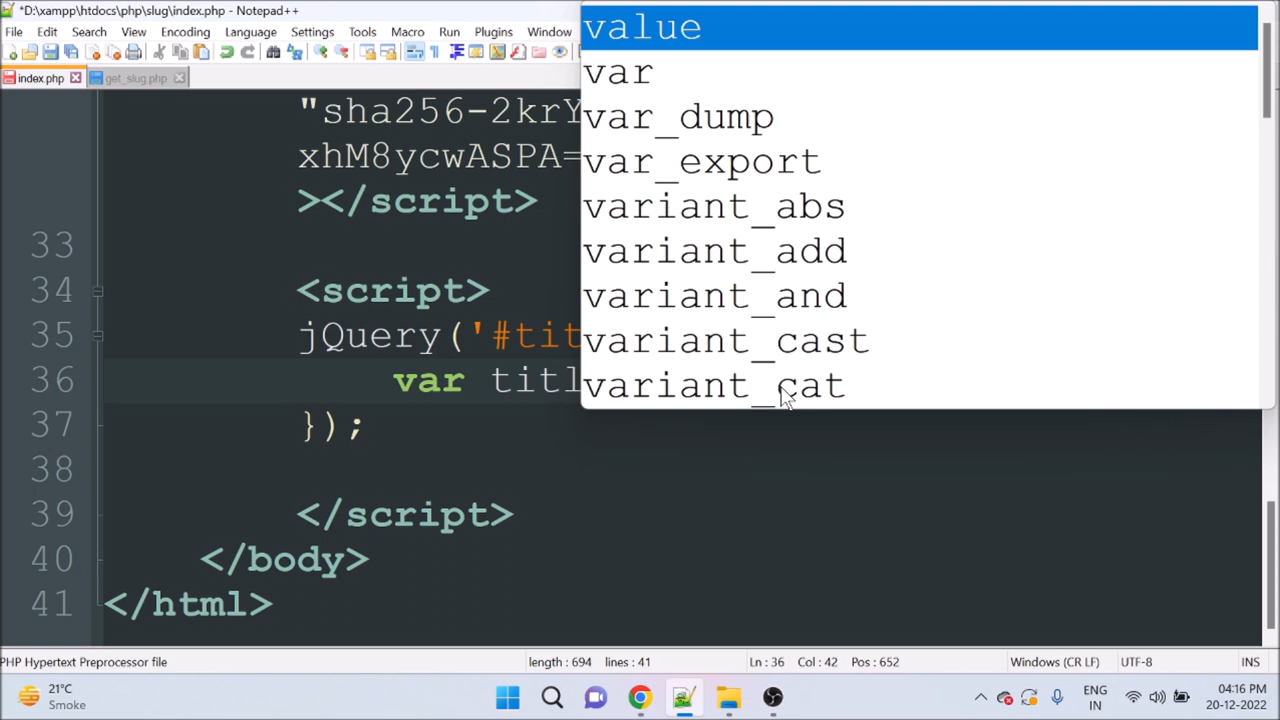 *D:\xampp\htdocs\php\slug\index.php - Notepad++
File Edit Search View Encoding Language Settings Tools Macro Run Plugins Window
index.php get_slug.php
"sha256-2krY
xhM8ycwASPA=
></script>
33
34 <script>
35 jQuery('#tit
36 var titl
37 });
38
39 </script>
40 </body>
41 </html>
value
var
var_dump
var_export
variant_abs
variant_add
variant_and
variant_cast
variant_cat
PHP Hypertext Preprocessor file length : 694 lines : 41 Ln : 36 Col : 42 Pos : 652 Windows (CR LF) UTF-8 INS
21°C
Smoke
ENG
IN
04:16 PM
20-12-2022